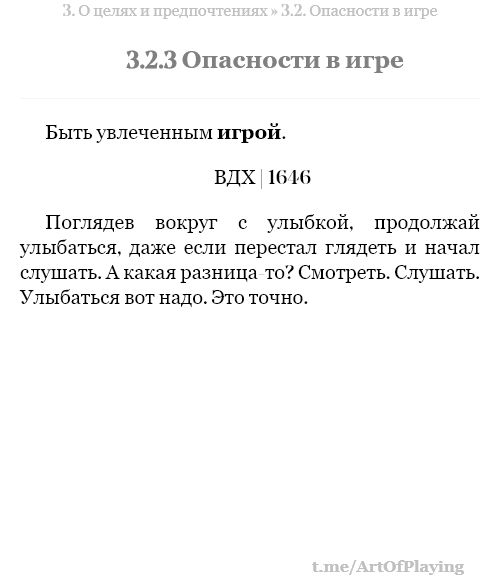 3. О целях и предпочтениях » 3.2. Опасности в игре
3.2.3 Опасности в игре
Быть увлеченным игрой.
ВДХ | 1646
Поглядев вокруг с улыбкой, продолжай
улыбаться, даже если перестал глядеть и начал
слушать. А какая разница-то? Смотреть. Слушать.
Улыбаться вот надо. Это точно.
t.me/ArtOfPlaying